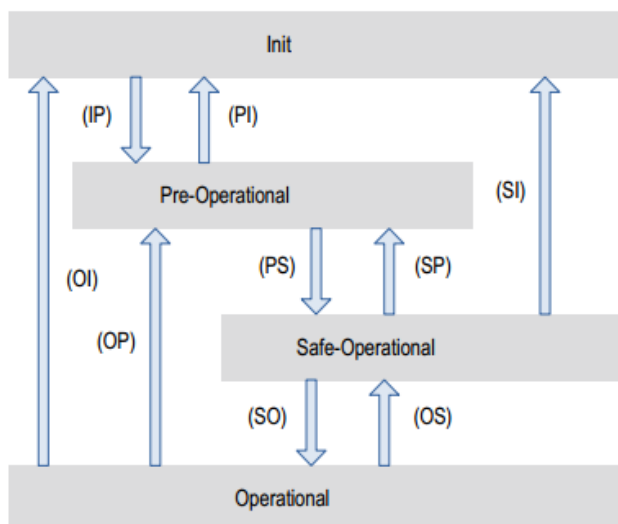 Init
(IP)
(PI)
Pre-Operational
(SI)
(OI)
(PS)
(SP)
(OP)
Safe-Operational
(SO)
(OS)
Operational